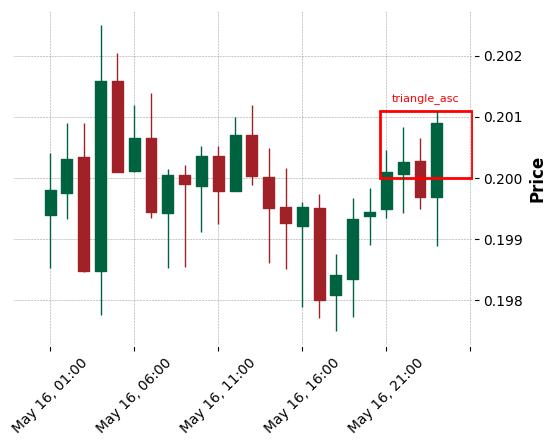 triangle_asc
0.202
0.201
0.200
0.199
0.198
Price
May 16, 01:00
May 16, 06:00
May 16, 11:00
May 16, 16:00
May 16, 21:00